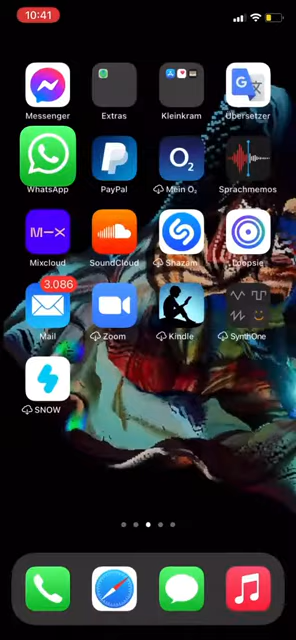 10:41
Messenger
Extras
Kleinkram
Übersetzer
WhatsApp
PayPal
O₂
Mein O₂
Sprachmemos
M-X
Mixcloud
SoundCloud
Shazam
Loopsie
3.086
Mail
Zoom
Kindle
SynthOne
SNOW